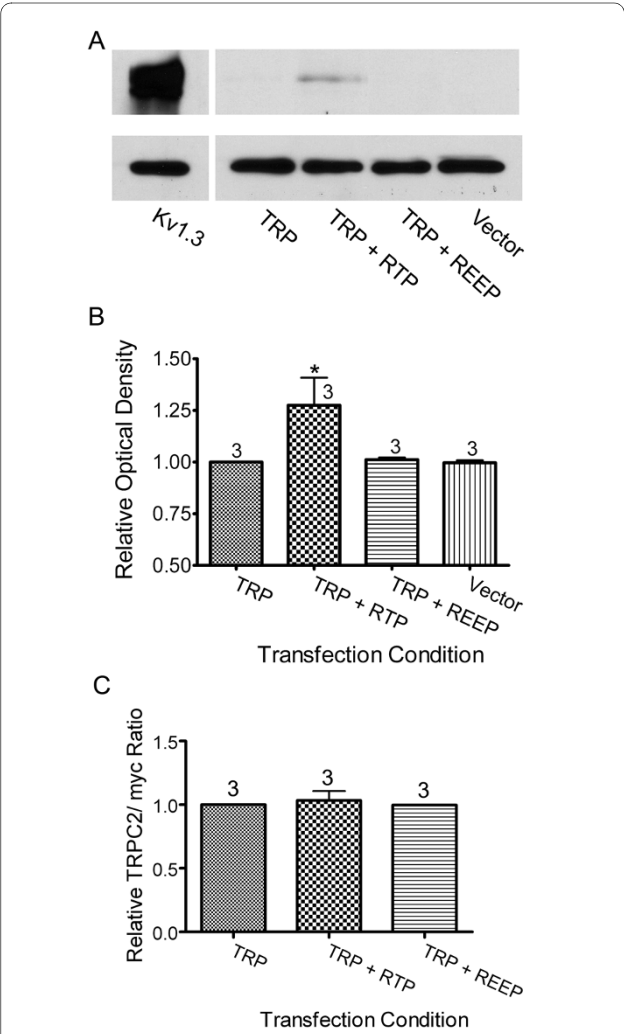 A
Kv1.3
TRP
TRP + RTP
TRP + REEP
Vector
B
Relative Optical Density
1.50
1.25
1.00
0.75
0.50
3
*
3
3
3
TRP
TRP + RTP
TRP + REEP
Vector
Transfection Condition
C
Relative TRPC2/ myc Ratio
1.5
1.0
0.5
0.0
3
3
3
TRP
TRP + RTP
TRP + REEP
Transfection Condition